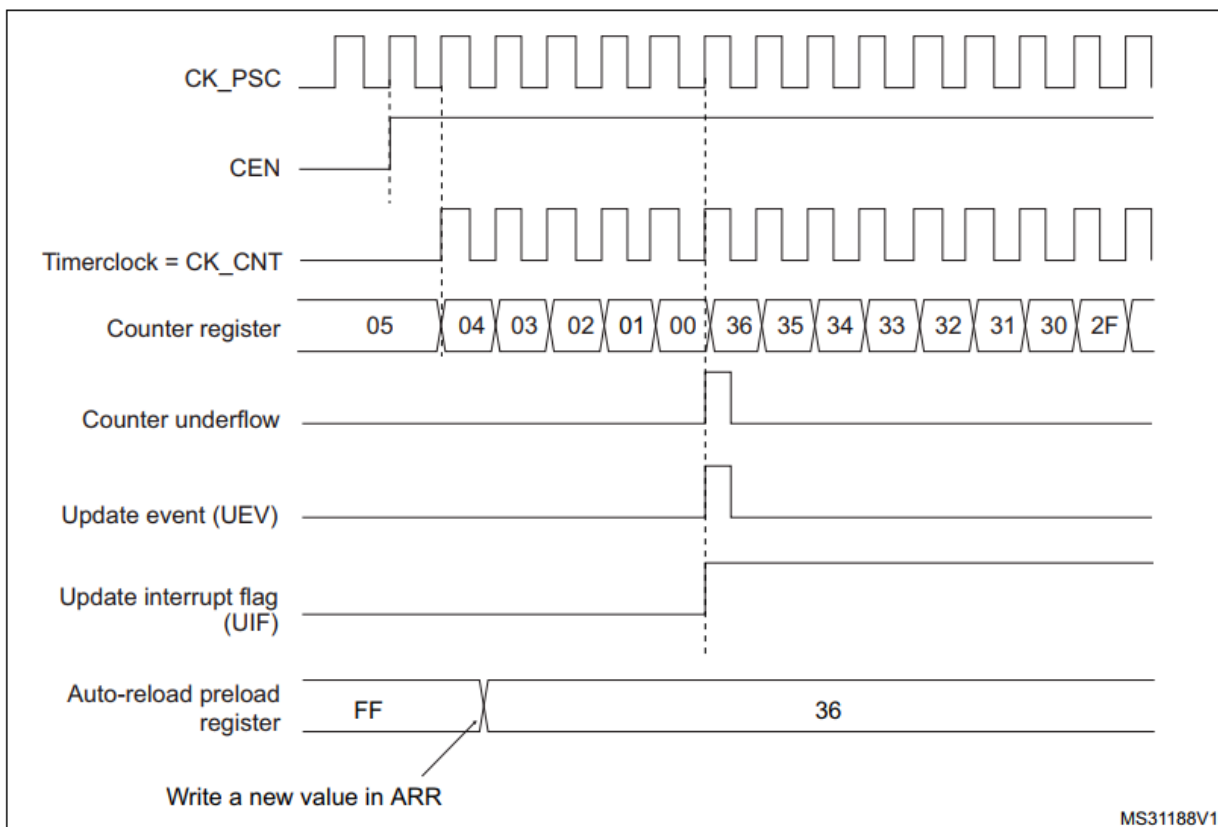 CK_PSC
CEN
Timerclock = CK_CNT
Counter register
05 04 03 02 01 00 36 35 34 33 32 31 30 2F
Counter underflow
Update event (UEV)
Update interrupt flag
(UIF)
Auto-reload preload
register
FF 36
Write a new value in ARR
MS31188V1